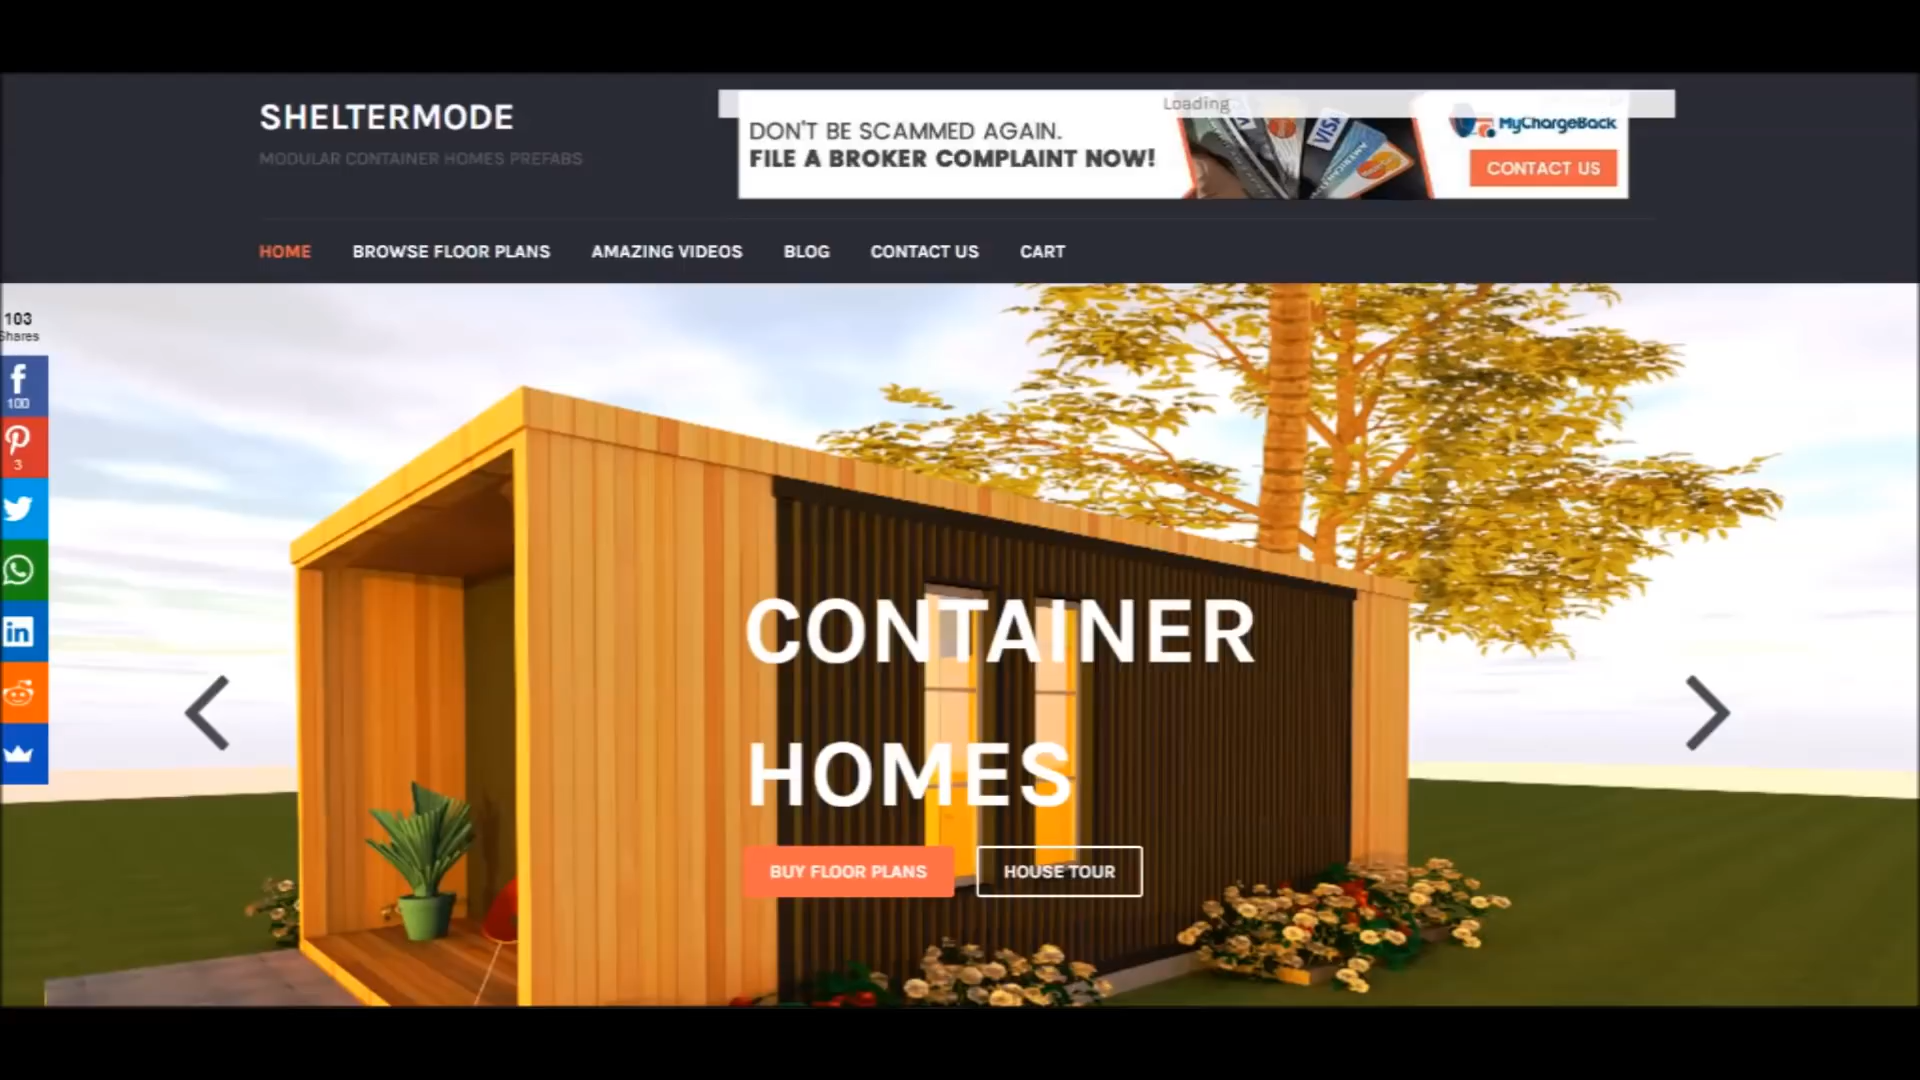 SHELTERMODE
MODULAR CONTAINER HOMES PREFABS
Loading
DON'T BE SCAMMED AGAIN.
FILE A BROKER COMPLAINT NOW!
VISA
AMERICAN
MyChargeBack
CONTACT US
HOME BROWSE FLOOR PLANS AMAZING VIDEOS BLOG CONTACT US CART
103
Shares
100
3
CONTAINER
HOMES
BUY FLOOR PLANS HOUSE TOUR